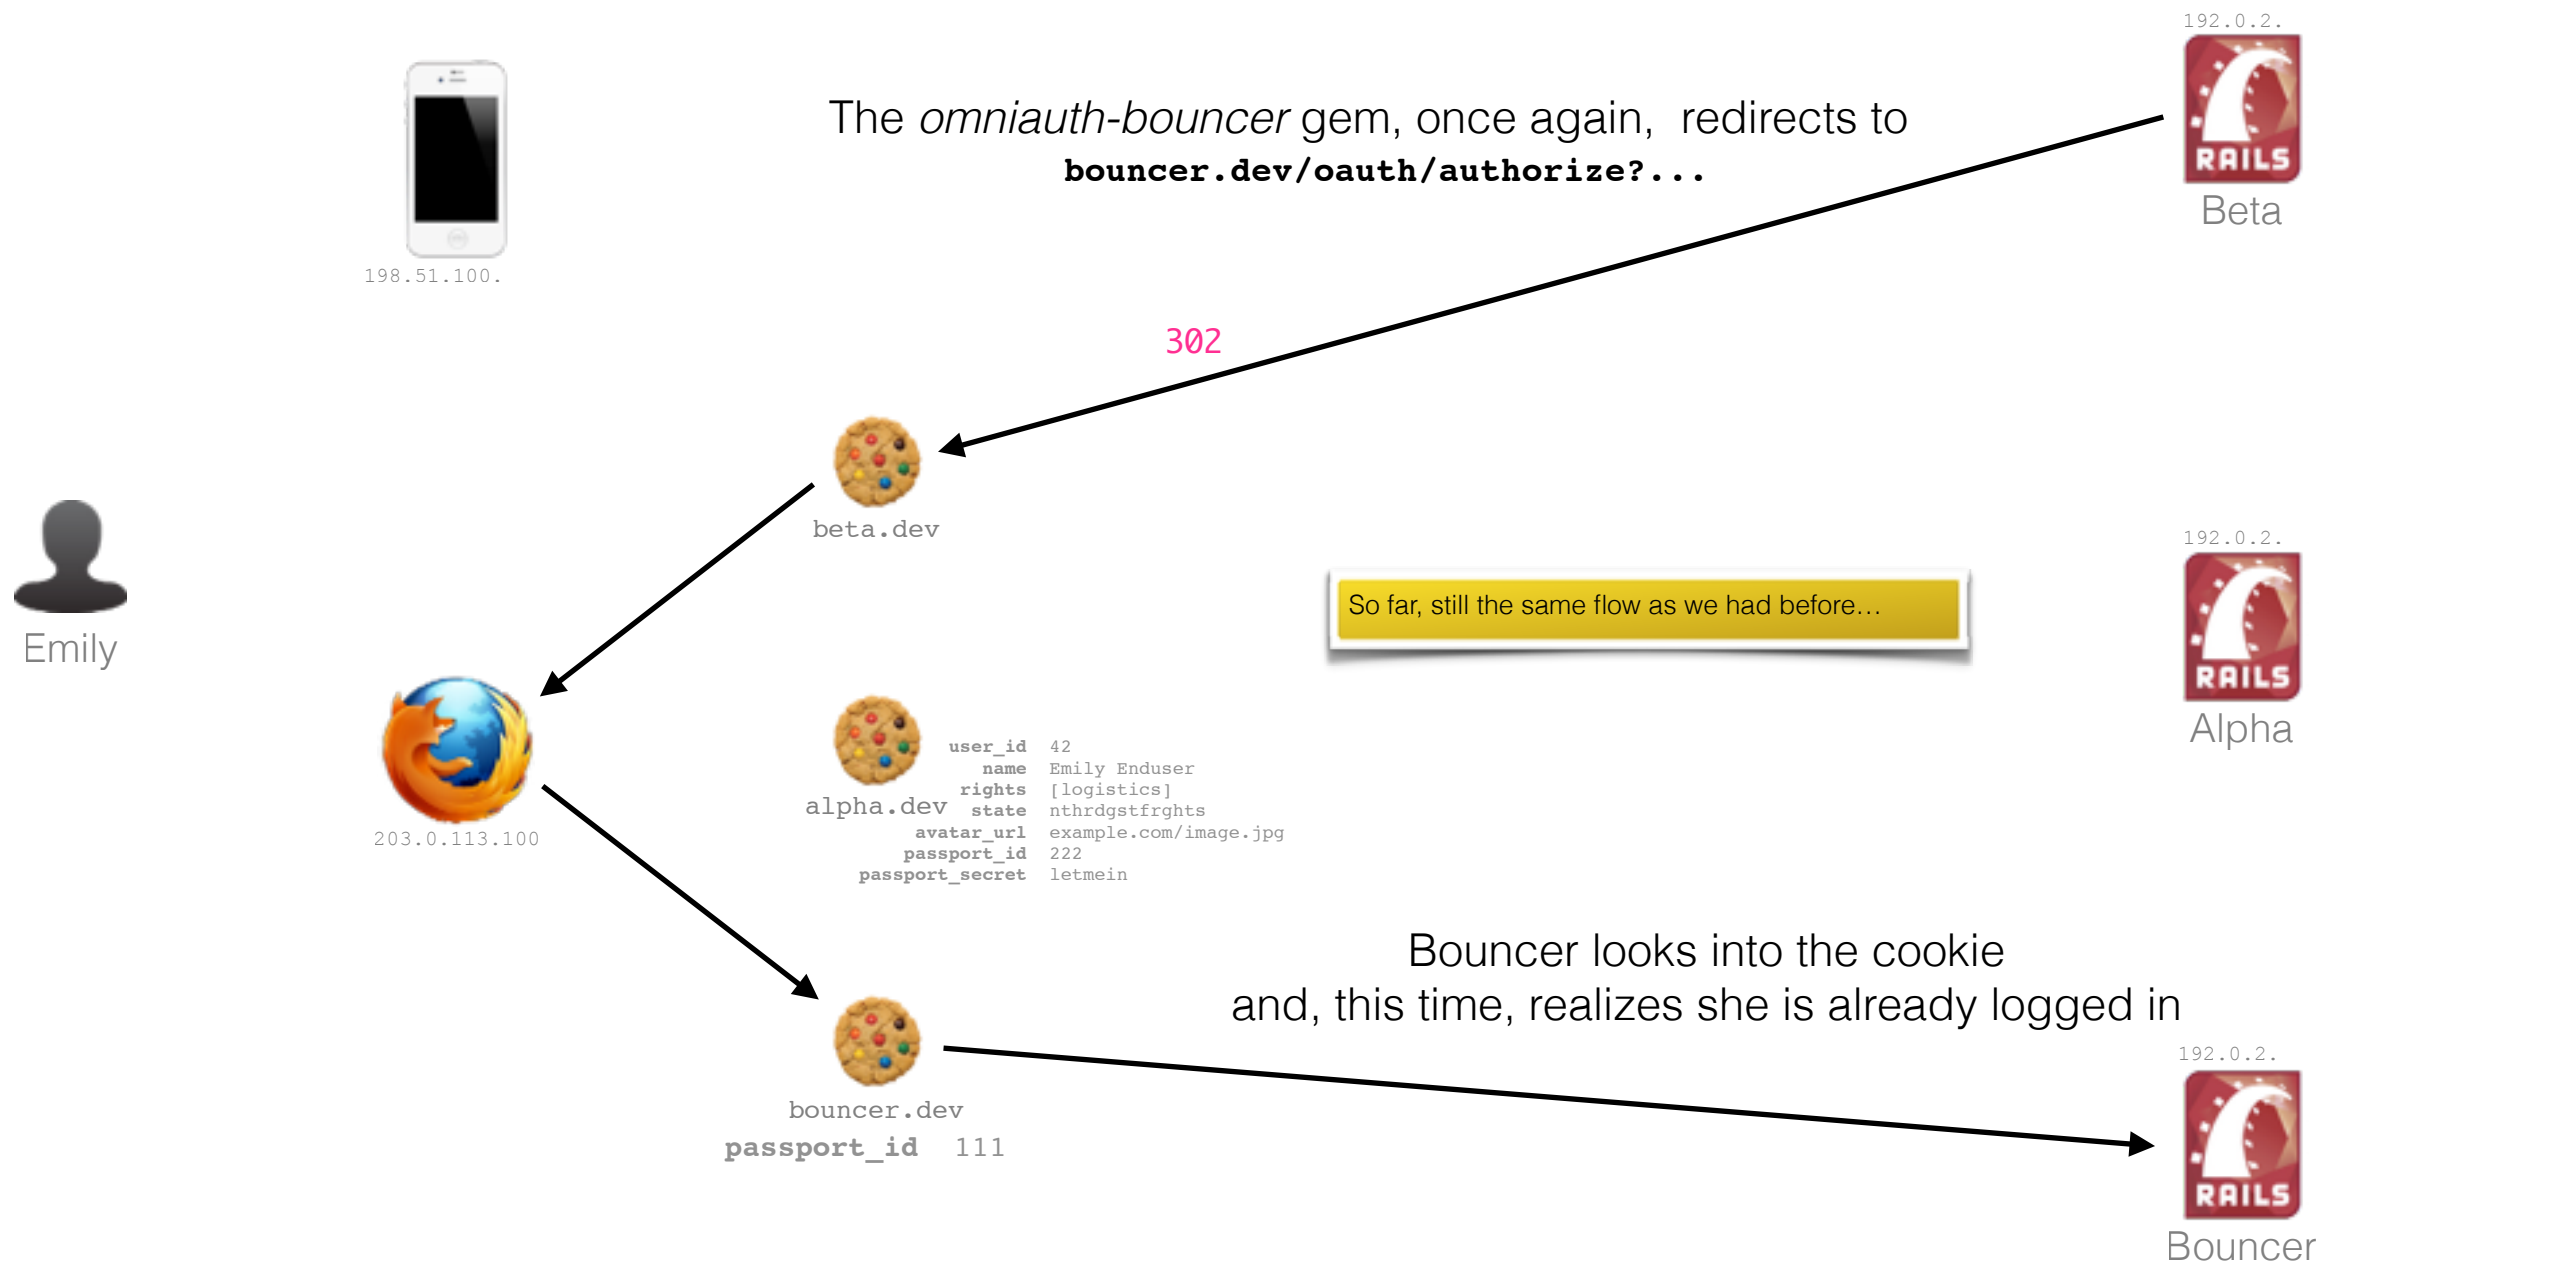 192.0.2.
The omniauth-bouncer gem, once again, redirects to
bouncer.dev/oauth/authorize?...
RAILS
Beta
198.51.100.
302
beta.dev
192.0.2.
So far, still the same flow as we had before…
RAILS
Alpha
Emily
203.0.113.100
alpha.dev
user_id 42
name Emily Enduser
rights [logistics]
state nthrdgstfrghts
avatar_url example.com/image.jpg
passport_id 222
passport_secret letmein
Bouncer looks into the cookie
and, this time, realizes she is already logged in
192.0.2.
RAILS
Bouncer
bouncer.dev
passport_id 111